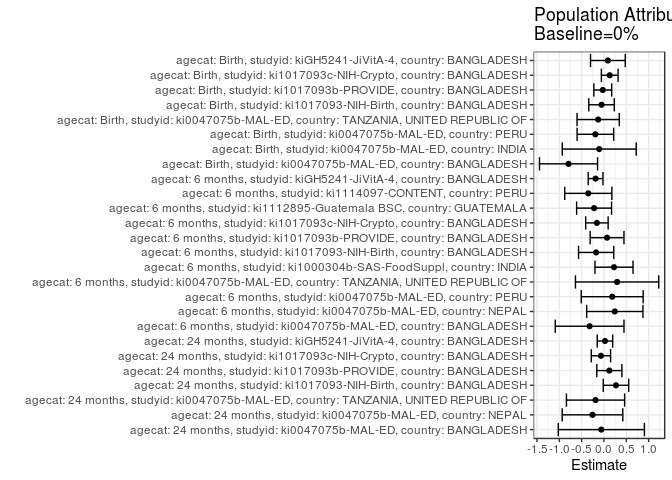 Population Attribu
Baseline=0%
agecat: Birth, studyid: kiGH5241-JiVitA-4, country: BANGLADESH
agecat: Birth, studyid: ki1017093c-NIH-Crypto, country: BANGLADESH
agecat: Birth, studyid: ki1017093b-PROVIDE, country: BANGLADESH
agecat: Birth, studyid: ki1017093-NIH-Birth, country: BANGLADESH
agecat: Birth, studyid: ki0047075b-MAL-ED, country: TANZANIA, UNITED REPUBLIC OF
agecat: Birth, studyid: ki0047075b-MAL-ED, country: PERU
agecat: Birth, studyid: ki0047075b-MAL-ED, country: INDIA
agecat: Birth, studyid: ki0047075b-MAL-ED, country: BANGLADESH
agecat: 6 months, studyid: kiGH5241-JiVitA-4, country: BANGLADESH
agecat: 6 months, studyid: ki1114097-CONTENT, country: PERU
agecat: 6 months, studyid: ki1112895-Guatemala BSC, country: GUATEMALA
agecat: 6 months, studyid: ki1017093c-NIH-Crypto, country: BANGLADESH
agecat: 6 months, studyid: ki1017093b-PROVIDE, country: BANGLADESH
agecat: 6 months, studyid: ki1017093-NIH-Birth, country: BANGLADESH
agecat: 6 months, studyid: ki1000304b-SAS-FoodSuppl, country: INDIA
agecat: 6 months, studyid: ki0047075b-MAL-ED, country: TANZANIA, UNITED REPUBLIC OF
agecat: 6 months, studyid: ki0047075b-MAL-ED, country: PERU
agecat: 6 months, studyid: ki0047075b-MAL-ED, country: NEPAL
agecat: 6 months, studyid: ki0047075b-MAL-ED, country: BANGLADESH
agecat: 24 months, studyid: kiGH5241-JiVitA-4, country: BANGLADESH
agecat: 24 months, studyid: ki1017093c-NIH-Crypto, country: BANGLADESH
agecat: 24 months, studyid: ki1017093b-PROVIDE, country: BANGLADESH
agecat: 24 months, studyid: ki1017093-NIH-Birth, country: BANGLADESH
agecat: 24 months, studyid: ki0047075b-MAL-ED, country: TANZANIA, UNITED REPUBLIC OF
agecat: 24 months, studyid: ki0047075b-MAL-ED, country: NEPAL
agecat: 24 months, studyid: ki0047075b-MAL-ED, country: BANGLADESH
-1.5 -1.0 -0.5 0.0 0.5 1.0
Estimate